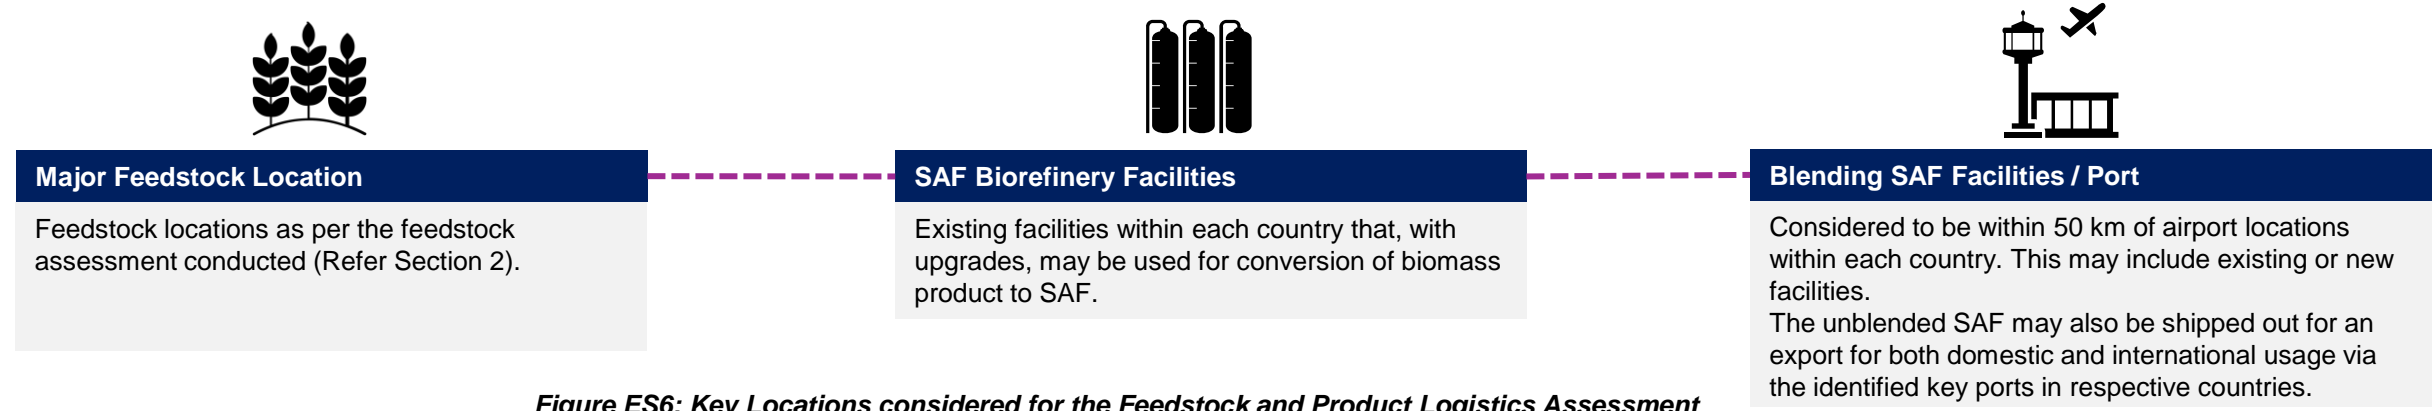 Major Feedstock Location
Feedstock locations as per the feedstock
assessment conducted (Refer Section 2).
SAF Biorefinery Facilities
Existing facilities within each country that, with
upgrades, may be used for conversion of biomass
product to SAF.
Blending SAF Facilities / Port
Considered to be within 50 km of airport locations
within each country. This may include existing or new
facilities.
The unblended SAF may also be shipped out for an
export for both domestic and international usage via
the identified key ports in respective countries.
Figure ES6: Key Locations considered for the Feedstock and Product Logistics Assessment